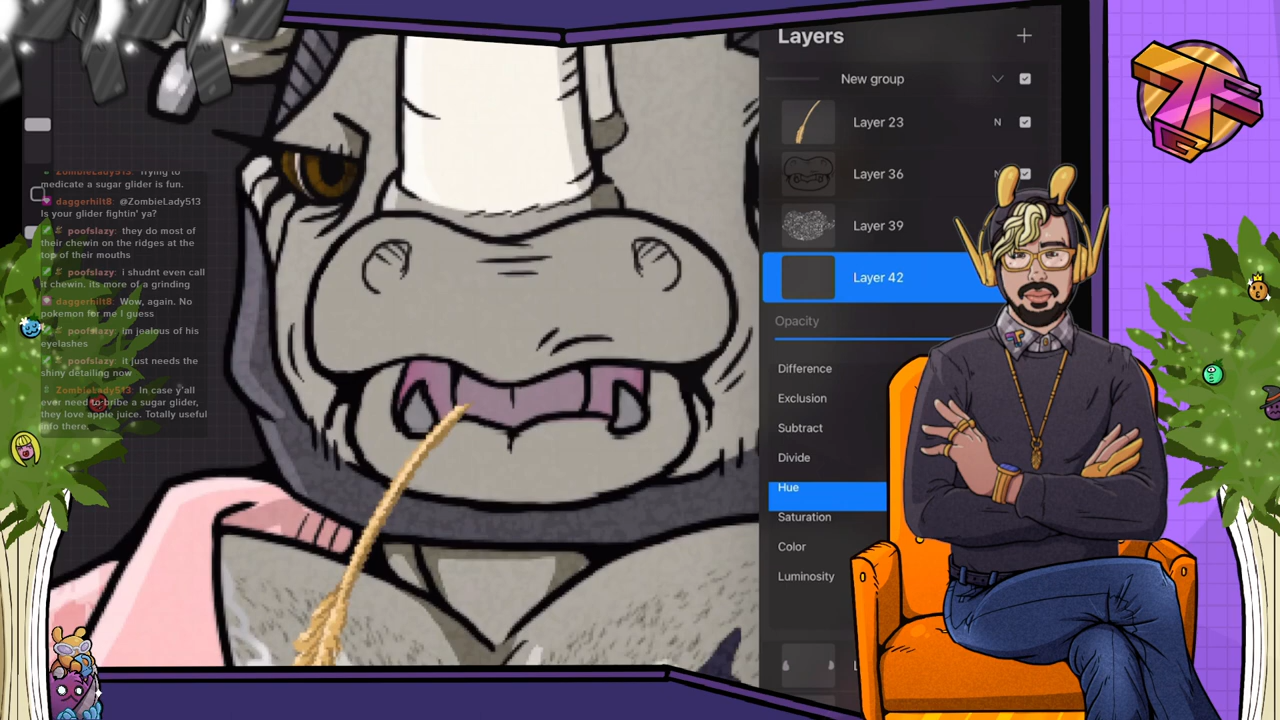 Layers
New group
Layer 23
N
Layer 36
N
Layer 39
Layer 42
Opacity
Difference
Exclusion
Subtract
Divide
Hue
Saturation
Color
Luminosity
L
ZombieLady513: Trying to
medicate a sugar glider is fun.
daggerhilt8: @ZombieLady513
Is your glider fightin' ya?
poofslazy: they do most of
their chewin on the ridges at the
top of their mouths
poofslazy: i shudnt even call
it chewin. its more of a grinding
daggerhilt8: Wow, again. No
pokemon for me I guess
poofslazy: im jealous of his
eyelashes
poofslazy: it just needs the
shiny detailing now
ZombieLady513: In case y'all
ever need to bribe a sugar glider,
they love apple juice. Totally useful
info there.